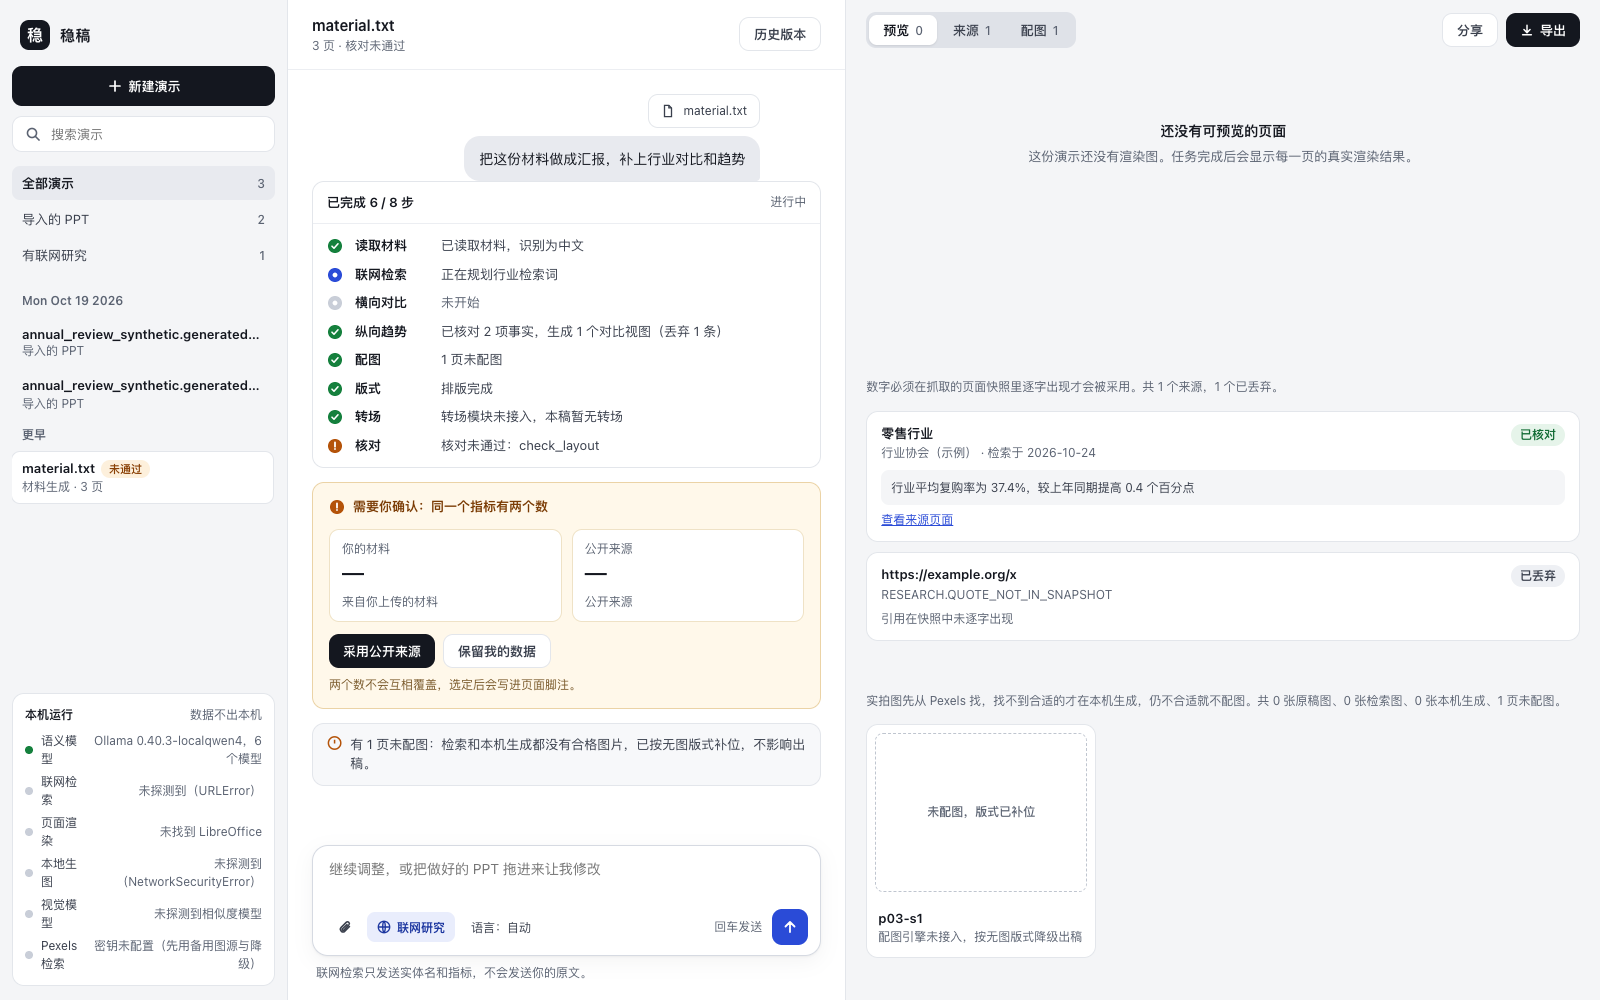 稳 稳稿
新建演示
搜索演示
全部演示 3
导入的 PPT 2
有联网研究 1
Mon Oct 19 2026
annual_review_synthetic.generated...
导入的 PPT
annual_review_synthetic.generated...
导入的 PPT
更早
material.txt 未通过
材料生成 · 3 页
本机运行 数据不出本机
语义模型 Ollama 0.40.3-localqwen4，6 个模型
联网检索 未探测到（URLError）
页面渲染 未找到 LibreOffice
本地生图 未探测到（NetworkSecurityError）
视觉模型 未探测到相似度模型
Pexels 检索 密钥未配置（先用备用图源与降级）
material.txt
3 页 · 核对未通过
历史版本
material.txt
把这份材料做成汇报，补上行业对比和趋势
已完成 6 / 8 步 进行中
读取材料 已读取材料，识别为中文
联网检索 正在规划行业检索词
横向对比 未开始
纵向趋势 已核对 2 项事实，生成 1 个对比视图（丢弃 1 条）
配图 1 页未配图
版式 排版完成
转场 转场模块未接入，本稿暂无转场
核对 核对未通过：check_layout
需要你确认：同一个指标有两个数
你的材料
—
来自你上传的材料
公开来源
—
公开来源
采用公开来源 保留我的数据
两个数不会互相覆盖，选定后会写进页面脚注。
有 1 页未配图：检索和本机生成都没有合格图片，已按无图版式补位，不影响出
稿。
继续调整，或把做好的 PPT 拖进来让我修改
联网研究 语言：自动 回车发送
联网检索只发送实体名和指标，不会发送你的原文。
预览 0 来源 1 配图 1
分享 导出
还没有可预览的页面
这份演示还没有渲染图。任务完成后会显示每一页的真实渲染结果。
数字必须在抓取的页面快照里逐字出现才会被采用。共 1 个来源，1 个已丢弃。
零售行业 已核对
行业协会（示例） · 检索于 2026-10-24
行业平均复购率为 37.4%，较上年同期提高 0.4 个百分点
查看来源页面
https://example.org/x 已丢弃
RESEARCH.QUOTE_NOT_IN_SNAPSHOT
引用在快照中未逐字出现
实拍图先从 Pexels 找，找不到合适的才在本机生成，仍不合适就不配图。共 0 张原稿图、0 张检索图、0 张本机生成、1 页未配图。
未配图，版式已补位
p03-s1
配图引擎未接入，按无图版式降级出稿